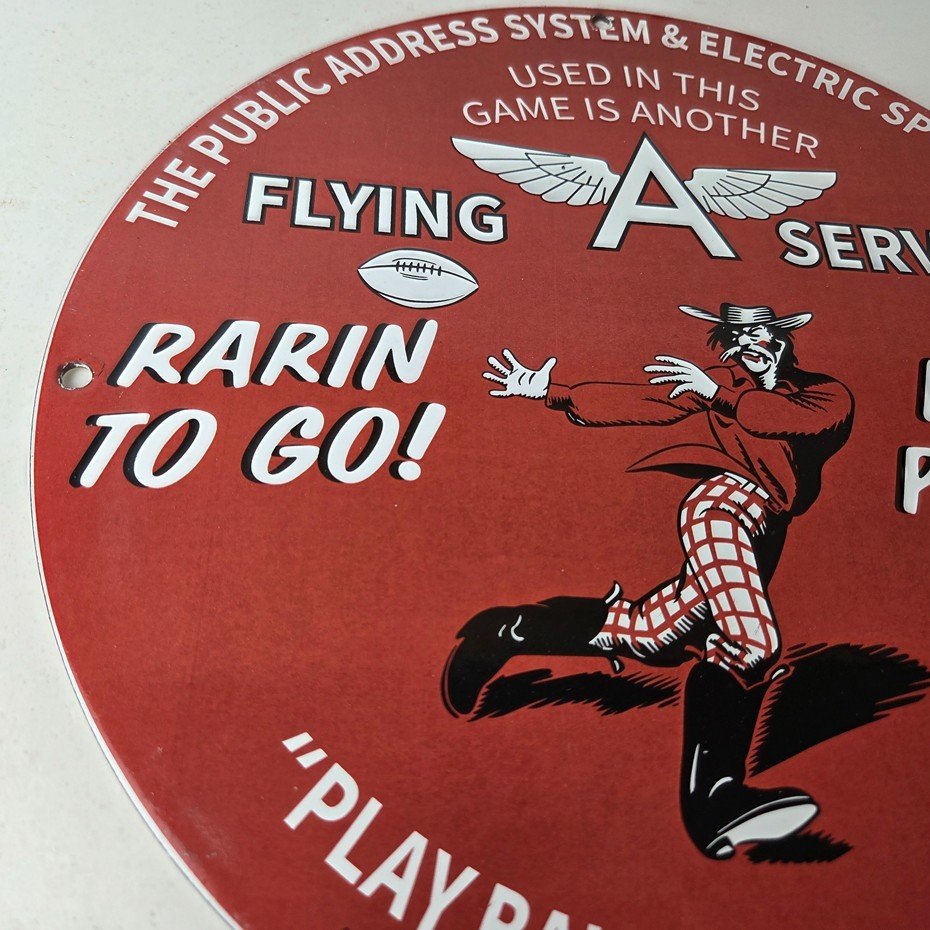 THE PUBLIC ADDRESS SYSTEM & ELECTRIC
USED IN THIS
GAME IS ANOTHER
FLYING A
RARIN
TO GO!
"PLAY